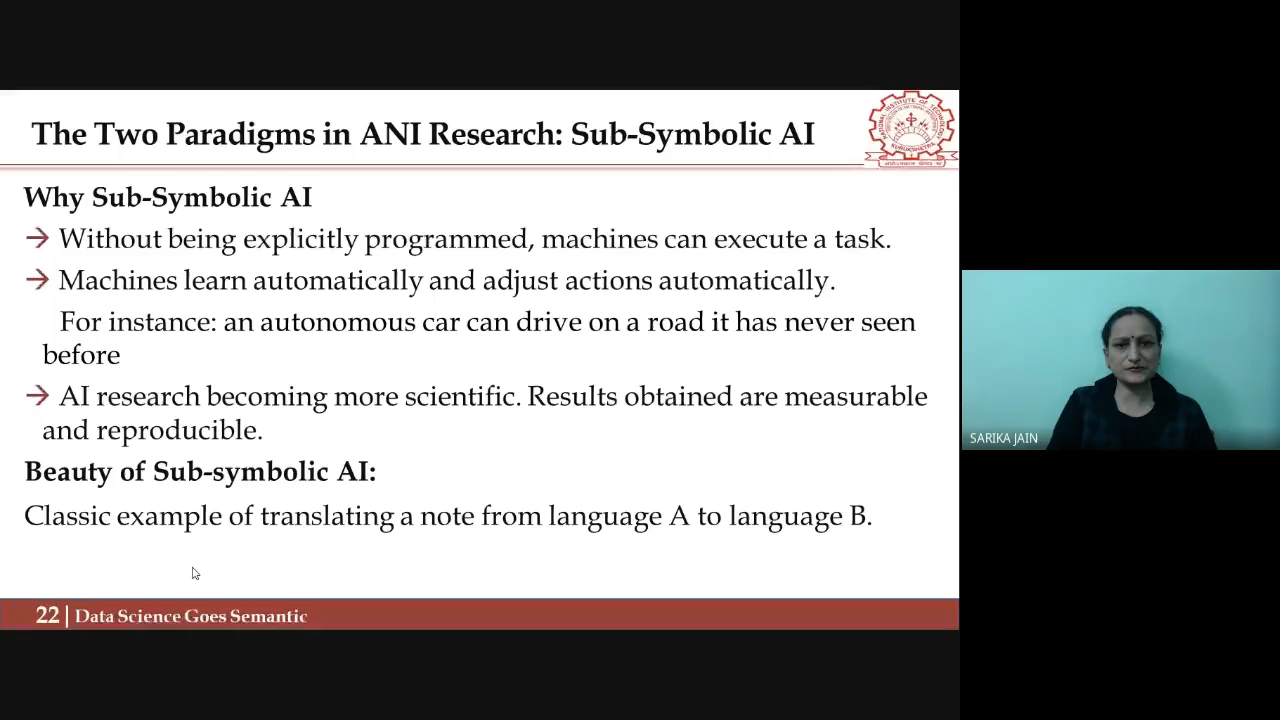 The Two Paradigms in ANI Research: Sub-Symbolic AI
Why Sub-Symbolic AI
→ Without being explicitly programmed, machines can execute a task.
→ Machines learn automatically and adjust actions automatically.
For instance: an autonomous car can drive on a road it has never seen
before
→ AI research becoming more scientific. Results obtained are measurable
and reproducible.
Beauty of Sub-symbolic AI:
Classic example of translating a note from language A to language B.
22 | Data Science Goes Semantic
SARIKA JAIN